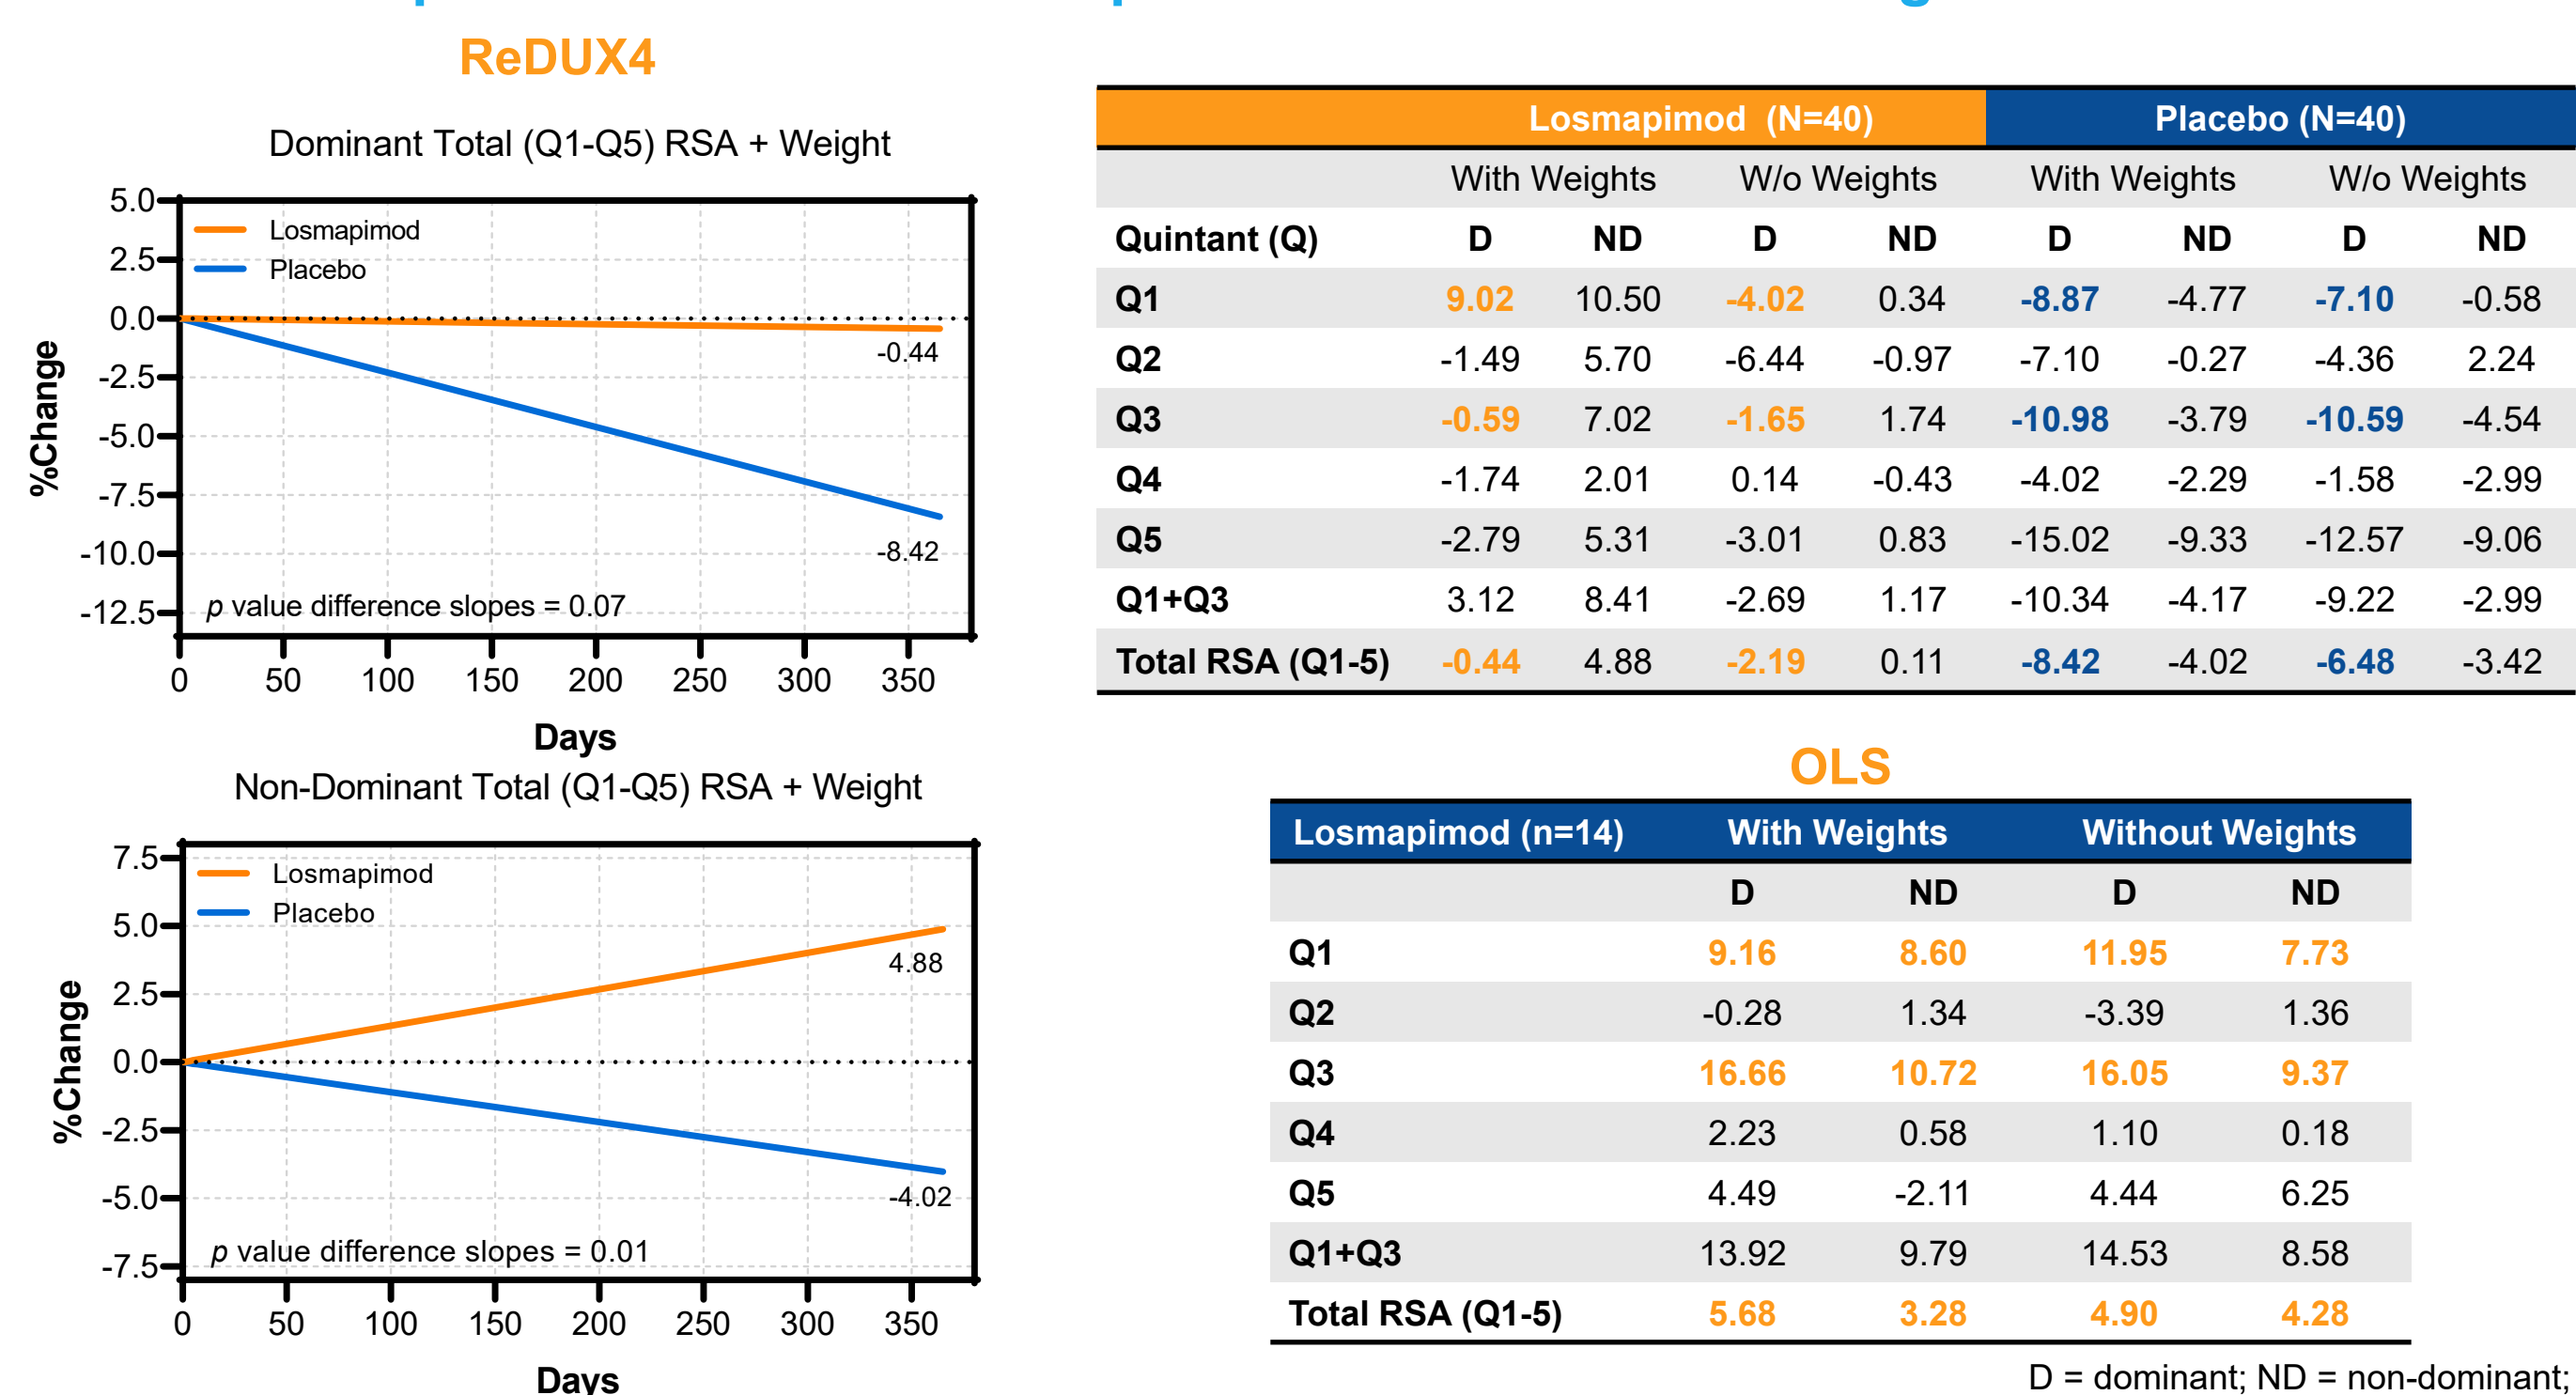 ReDUX4
Dominant Total (Q1-Q5) RSA + Weight
5.0
2.5
0.0
-2.5
-5.0
-7.5
-10.0
-12.5
%Change
Losmapimod
Placebo
-0.44
-8.42
p value difference slopes = 0.07
0 50 100 150 200 250 300 350
Days
Non-Dominant Total (Q1-Q5) RSA + Weight
7.5
5.0
2.5
0.0
-2.5
-5.0
-7.5
%Change
Losmapimod
Placebo
4.88
-4.02
p value difference slopes = 0.01
0 50 100 150 200 250 300 350
Days
Losmapimod (N=40) Placebo (N=40)
With Weights W/o Weights With Weights W/o Weights
Quintant (Q) D ND D ND D ND D ND
Q1 9.02 10.50 -4.02 0.34 -8.87 -4.77 -7.10 -0.58
Q2 -1.49 5.70 -6.44 -0.97 -7.10 -0.27 -4.36 2.24
Q3 -0.59 7.02 -1.65 1.74 -10.98 -3.79 -10.59 -4.54
Q4 -1.74 2.01 0.14 -0.43 -4.02 -2.29 -1.58 -2.99
Q5 -2.79 5.31 -3.01 0.83 -15.02 -9.33 -12.57 -9.06
Q1+Q3 3.12 8.41 -2.69 1.17 -10.34 -4.17 -9.22 -2.99
Total RSA (Q1-5) -0.44 4.88 -2.19 0.11 -8.42 -4.02 -6.48 -3.42
OLS
Losmapimod (n=14) With Weights Without Weights
D ND D ND
Q1 9.16 8.60 11.95 7.73
Q2 -0.28 1.34 -3.39 1.36
Q3 16.66 10.72 16.05 9.37
Q4 2.23 0.58 1.10 0.18
Q5 4.49 -2.11 4.44 6.25
Q1+Q3 13.92 9.79 14.53 8.58
Total RSA (Q1-5) 5.68 3.28 4.90 4.28
D = dominant; ND = non-dominant;